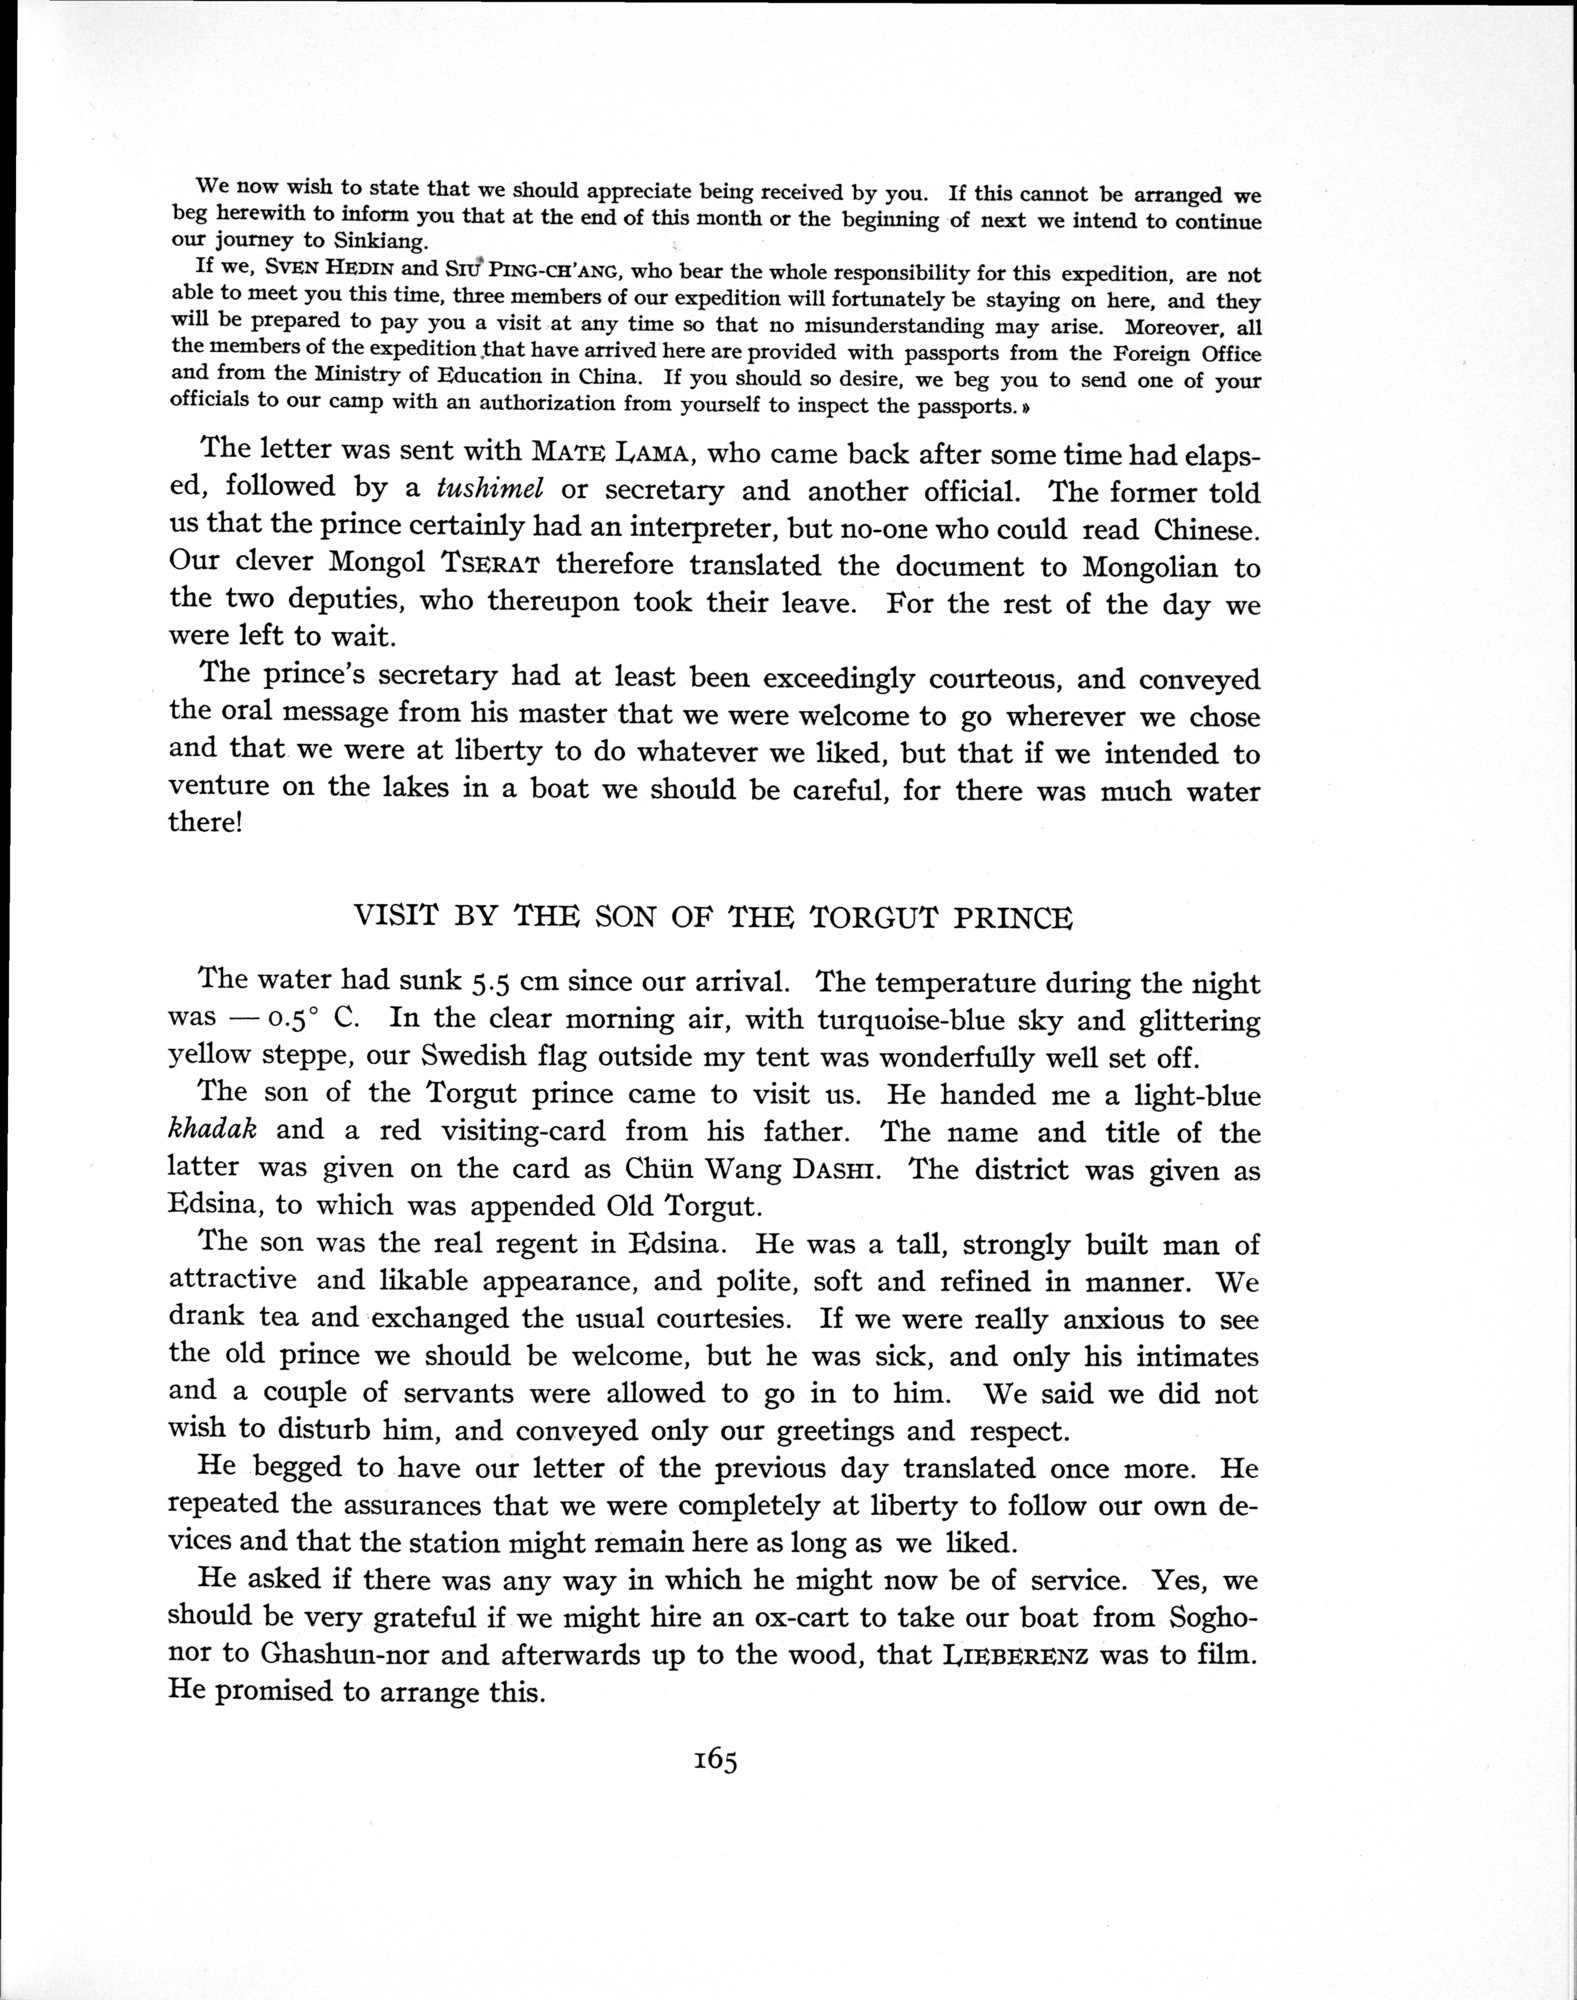 We now wish to state that we should appreciate being received by you. If this cannot be arranged we
beg herewith to inform you that at the end of this month or the beginning of next we intend to continue
our journey to Sinkiang.
If we, SVEN HEDIN and SIU PING-CH'ANG, who bear the whole responsibility for this expedition, are not
able to meet you this time, three members of our expedition will fortunately be staying on here, and they
will be prepared to pay you a visit at any time so that no misunderstanding may arise. Moreover, all
the members of the expedition that have arrived here are provided with passports from the Foreign Office
and from the Ministry of Education in China. If you should so desire, we beg you to send one of your
officials to our camp with an authorization from yourself to inspect the passports.»
The letter was sent with MATE LAMA, who came back after some time had elaps-
ed, followed by a tushimel or secretary and another official. The former told
us that the prince certainly had an interpreter, but no-one who could read Chinese.
Our clever Mongol TSERAT therefore translated the document to Mongolian to
the two deputies, who thereupon took their leave. For the rest of the day we
were left to wait.
The prince's secretary had at least been exceedingly courteous, and conveyed
the oral message from his master that we were welcome to go wherever we chose
and that we were at liberty to do whatever we liked, but that if we intended to
venture on the lakes in a boat we should be careful, for there was much water
there!
VISIT BY THE SON OF THE TORGUT PRINCE
The water had sunk 5.5 cm since our arrival. The temperature during the night
was — 0.5° C. In the clear morning air, with turquoise-blue sky and glittering
yellow steppe, our Swedish flag outside my tent was wonderfully well set off.
The son of the Torgut prince came to visit us. He handed me a light-blue
khadak and a red visiting-card from his father. The name and title of the
latter was given on the card as Chün Wang DASHI. The district was given as
Edsina, to which was appended Old Torgut.
The son was the real regent in Edsina. He was a tall, strongly built man of
attractive and likable appearance, and polite, soft and refined in manner. We
drank tea and exchanged the usual courtesies. If we were really anxious to see
the old prince we should be welcome, but he was sick, and only his intimates
and a couple of servants were allowed to go in to him. We said we did not
wish to disturb him, and conveyed only our greetings and respect.
He begged to have our letter of the previous day translated once more. He
repeated the assurances that we were completely at liberty to follow our own de-
vices and that the station might remain here as long as we liked.
He asked if there was any way in which he might now be of service. Yes, we
should be very grateful if we might hire an ox-cart to take our boat from Sogho-
nor to Ghashun-nor and afterwards up to the wood, that LIEBERENZ was to film.
He promised to arrange this.
165